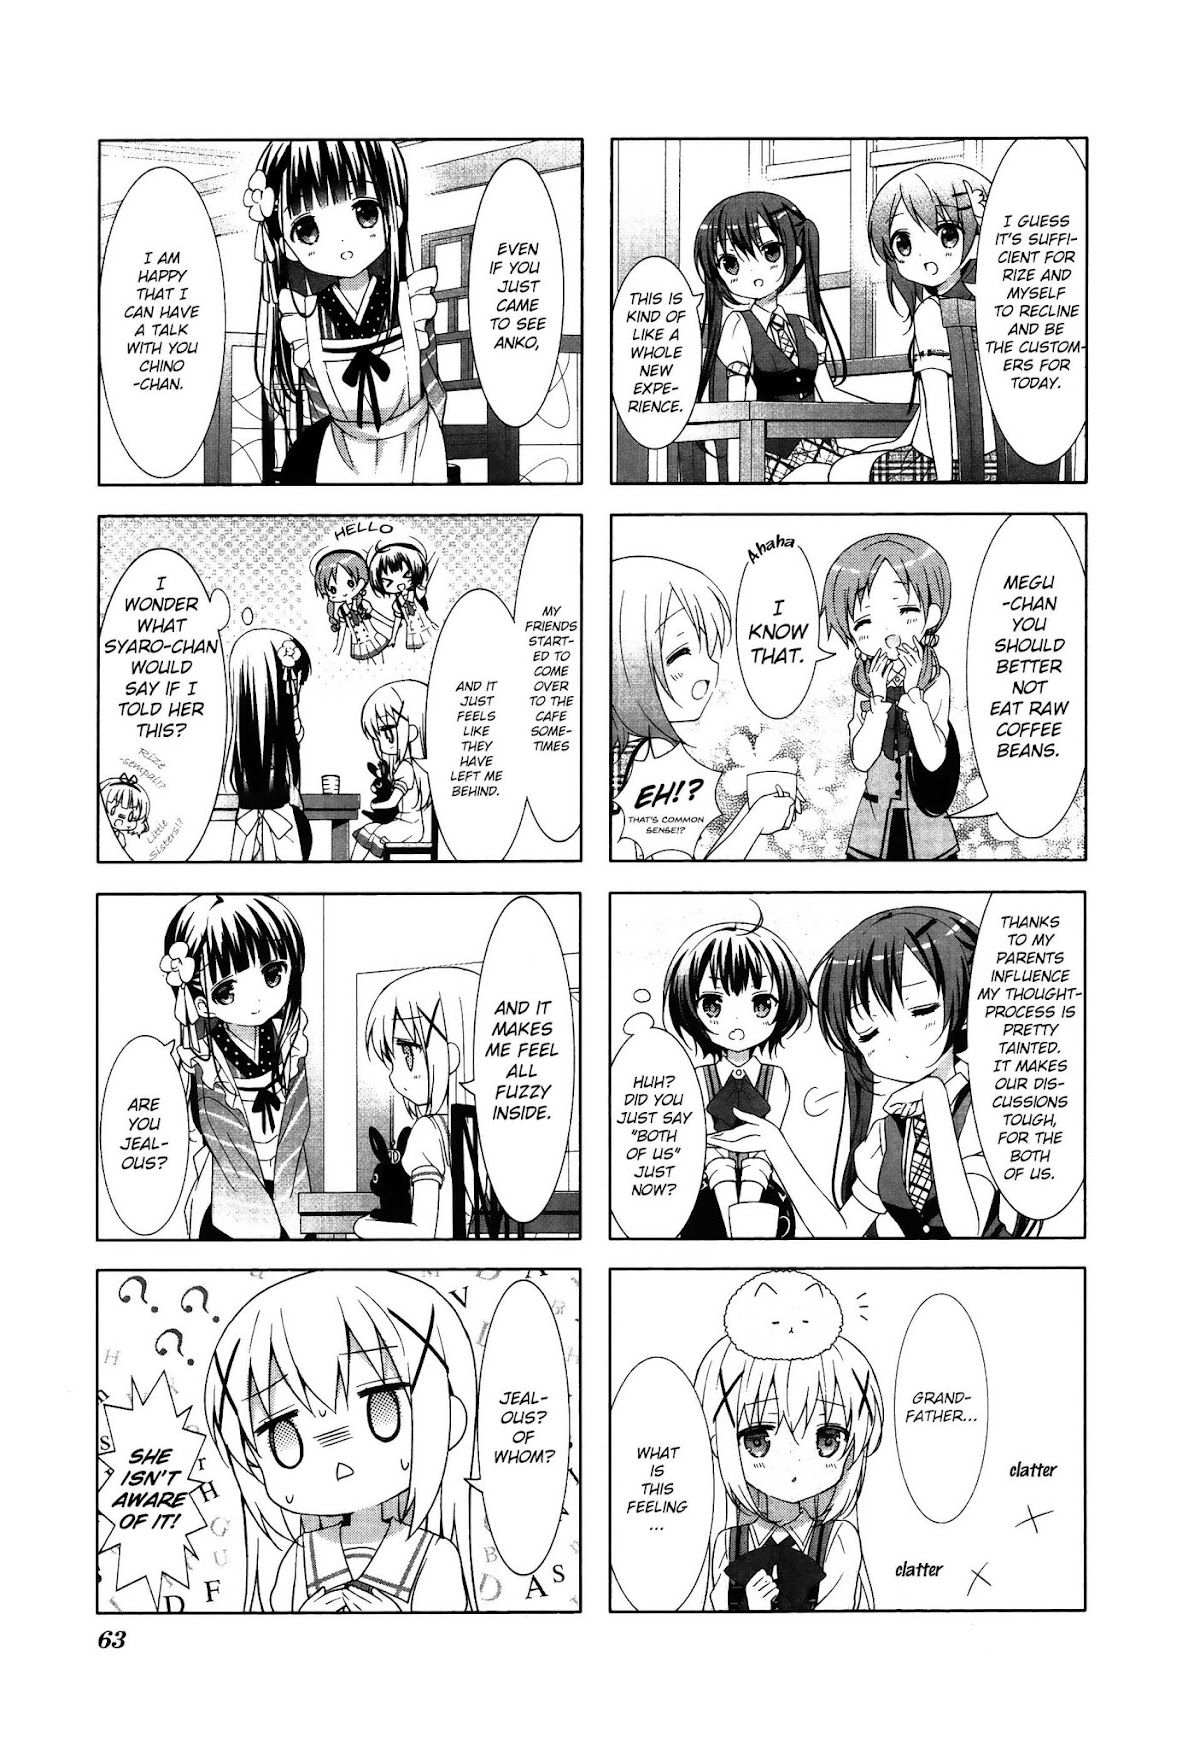 I GUESS
IT'S SUFFI-
CIENT FOR
RIZE AND
MYSELF
TO RECLINE
AND BE
THE CUSTOM-
ERS FOR
TODAY.
THIS IS
KIND OF
LIKE A
WHOLE
NEW
EXPE-
RIENCE.
MEGU
-CHAN
YOU
SHOULD
BETTER
NOT
EAT RAW
COFFEE
BEANS.
Ahaha
I
KNOW
THAT.
EH!?
THAT'S COMMON
SENSE!?
THANKS
TO MY
PARENTS
INFLUENCE
MY THOUGHT-
PROCESS IS
PRETTY
TAINTED.
IT MAKES
OUR DIS-
CUSSIONS
TOUGH,
FOR THE
BOTH
OF US.
HUH?
DID YOU
JUST SAY
"BOTH
OF US"
JUST
NOW?
GRAND-
FATHER...
clatter
clatter
WHAT
IS
THIS
FEELING
...
EVEN
IF YOU
JUST
CAME
TO SEE
ANKO,
I AM
HAPPY
THAT I
CAN HAVE
A TALK
WITH YOU
CHINO
-CHAN.
MY
FRIENDS
START-
ED TO
COME
OVER
TO THE
CAFE
SOME-
TIMES
HELLO
AND IT
JUST
FEELS
LIKE
THEY
HAVE
LEFT ME
BEHIND.
I
WONDER
WHAT
SYARO-CHAN
WOULD
SAY IF I
TOLD HER
THIS?
Rize
sempai!?
Little
sisters!?
AND IT
MAKES
ME FEEL
ALL
FUZZY
INSIDE.
ARE
YOU
JEAL-
OUS?
JEAL-
OUS?
OF
WHOM?
SHE
ISN'T
AWARE
OF IT!
63